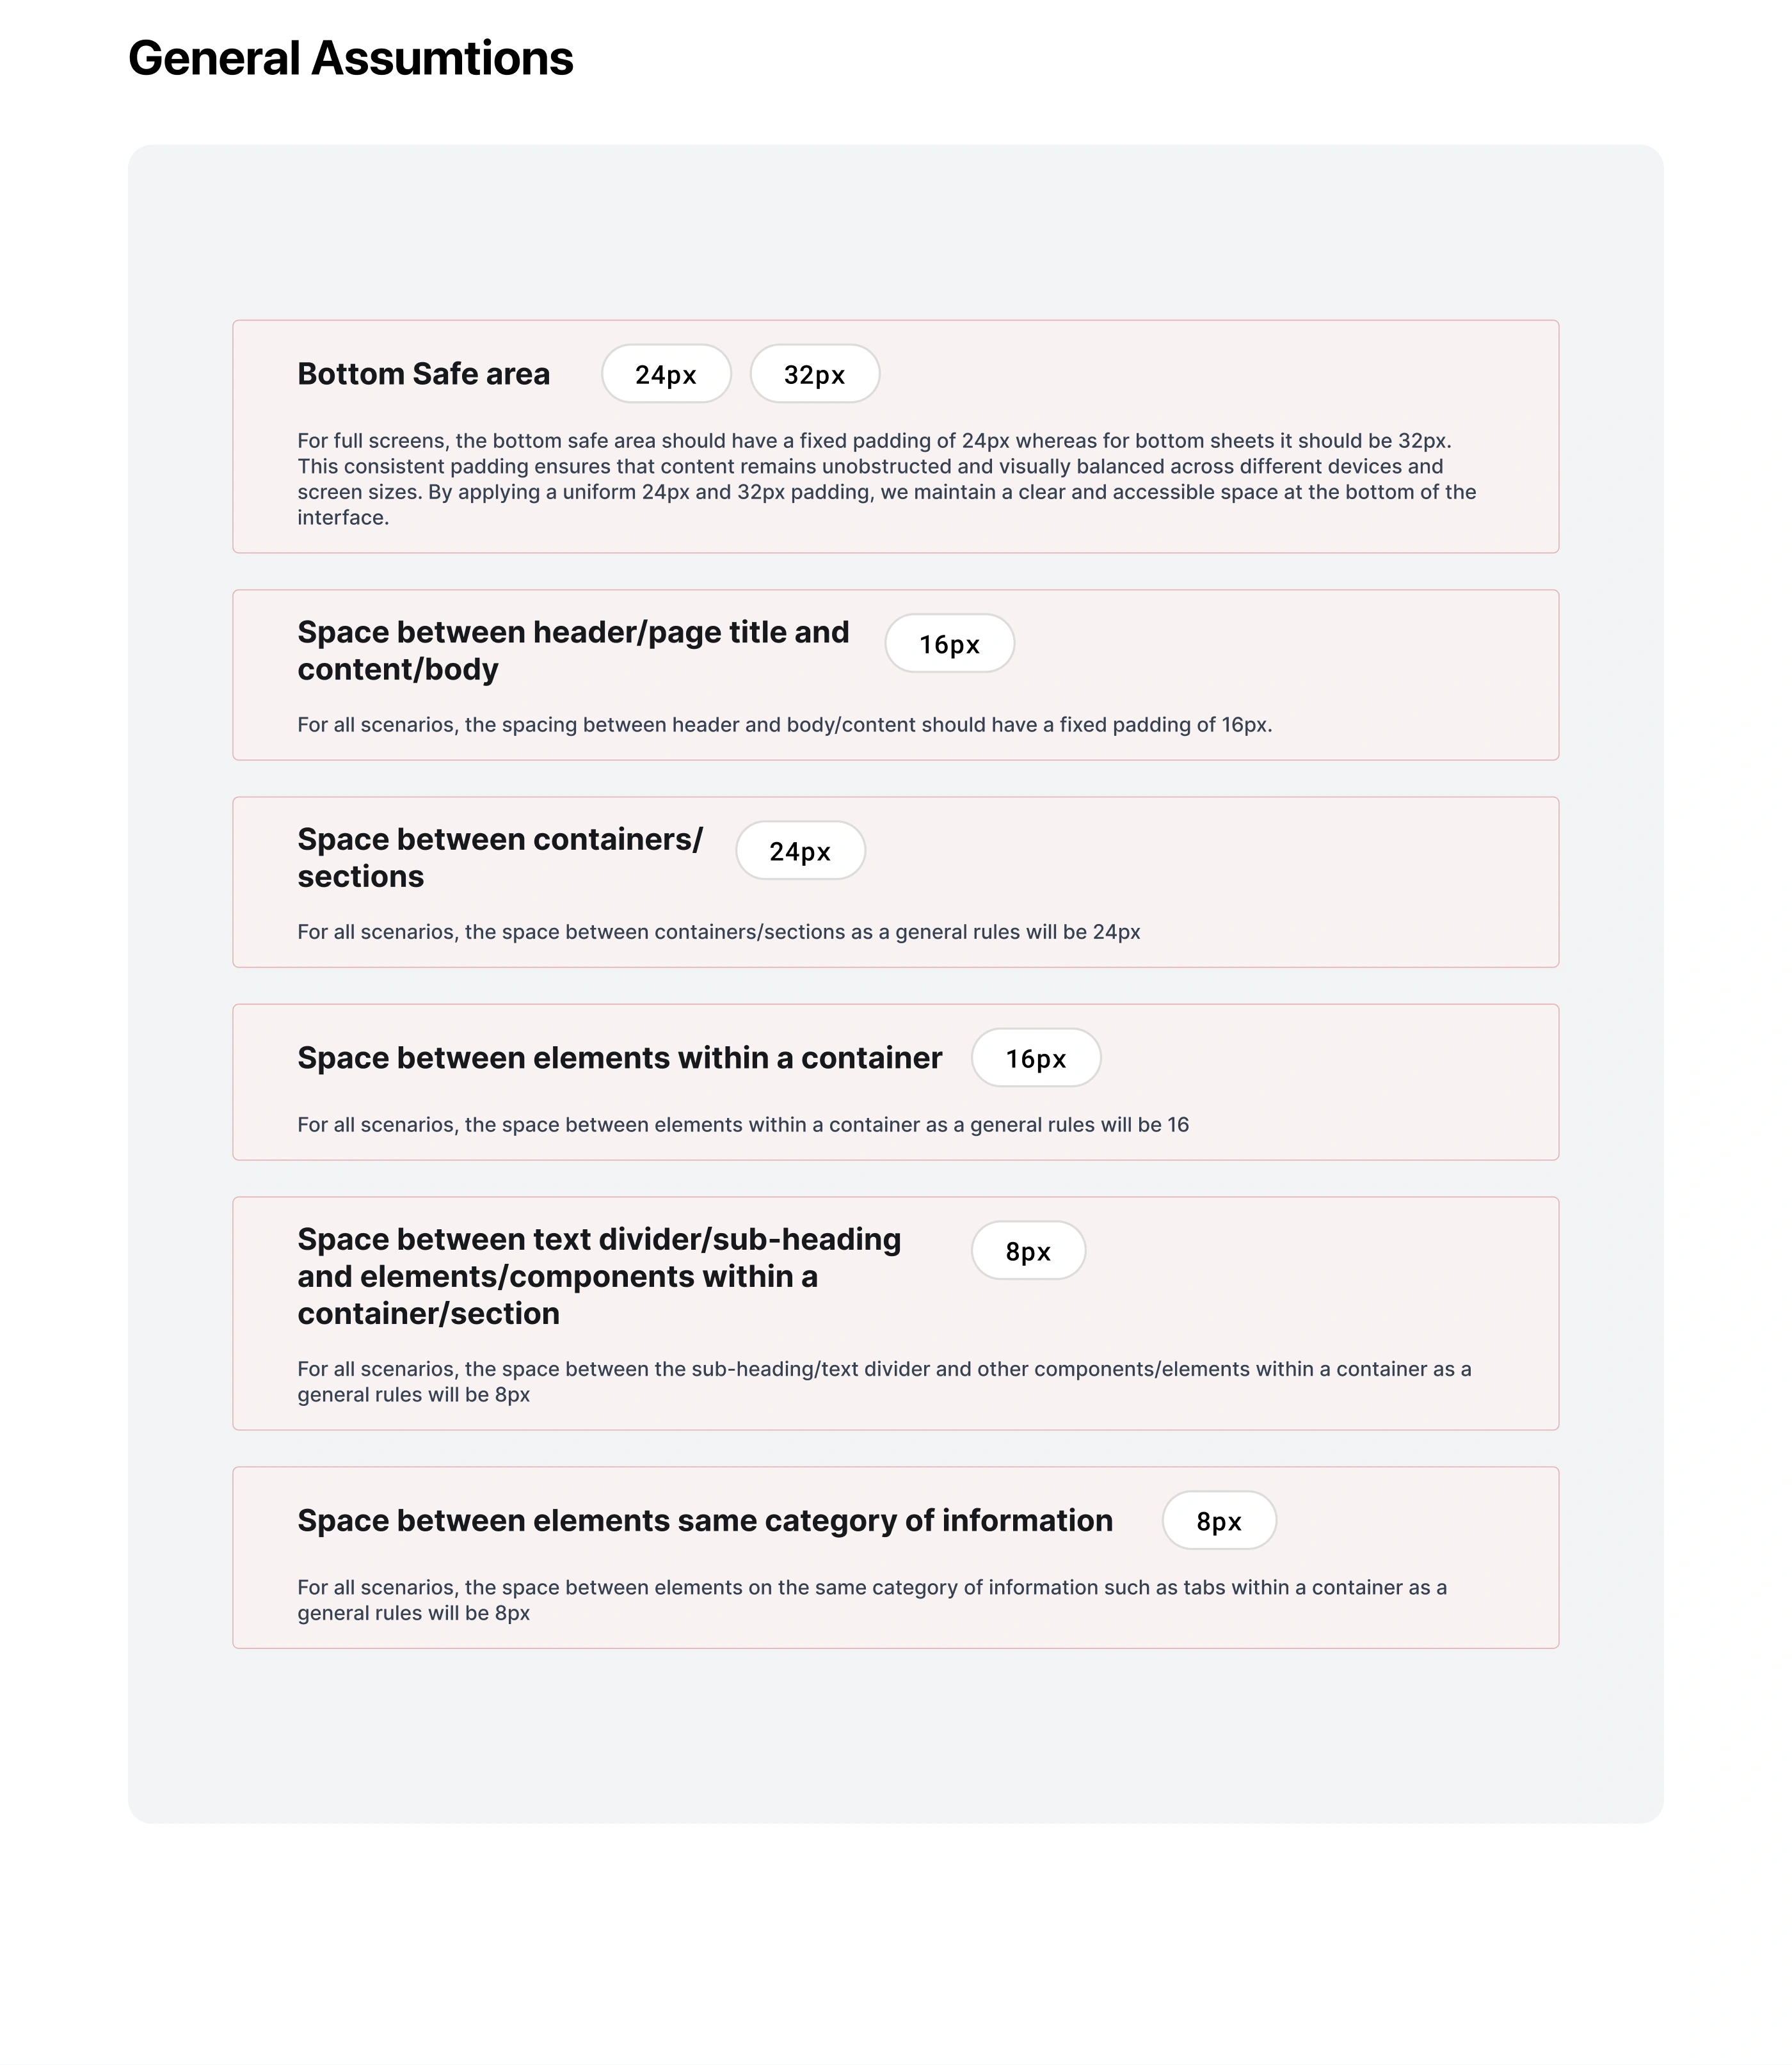 General Assumtions
Bottom Safe area
24px
32px
For full screens, the bottom safe area should have a fixed padding of 24px whereas for bottom sheets it should be 32px.
This consistent padding ensures that content remains unobstructed and visually balanced across different devices and
screen sizes. By applying a uniform 24px and 32px padding, we maintain a clear and accessible space at the bottom of the
interface.
Space between header/page title and
content/body
16px
For all scenarios, the spacing between header and body/content should have a fixed padding of 16px.
Space between containers/
sections
24px
For all scenarios, the space between containers/sections as a general rules will be 24px
Space between elements within a container
16px
For all scenarios, the space between elements within a container as a general rules will be 16
Space between text divider/sub-heading
and elements/components within a
container/section
8px
For all scenarios, the space between the sub-heading/text divider and other components/elements within a container as a
general rules will be 8px
Space between elements same category of information
8px
For all scenarios, the space between elements on the same category of information such as tabs within a container as a
general rules will be 8px